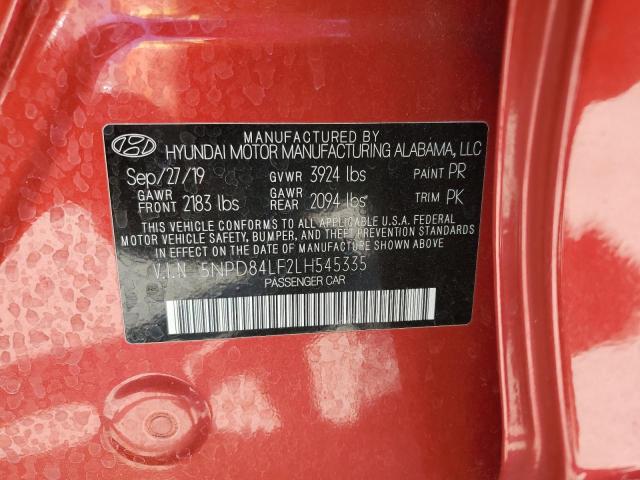 MANUFACTURED BY
HYUNDAI MOTOR MANUFACTURING ALABAMA, LLC
Sep/27/19 GVWR 3924 lbs PAINT PR
GAWR FRONT 2183 lbs GAWR REAR 2094 lbs TRIM PK
THIS VEHICLE CONFORMS TO ALL APPLICABLE U.S.A. FEDERAL
MOTOR VEHICLE SAFETY, BUMPER, AND THEFT PREVENTION STANDARDS
IN EFFECT ON THE DATE OF MANUFACTURE SHOWN ABOVE.
V.I.N 5NPD84LF2LH545335
PASSENGER CAR